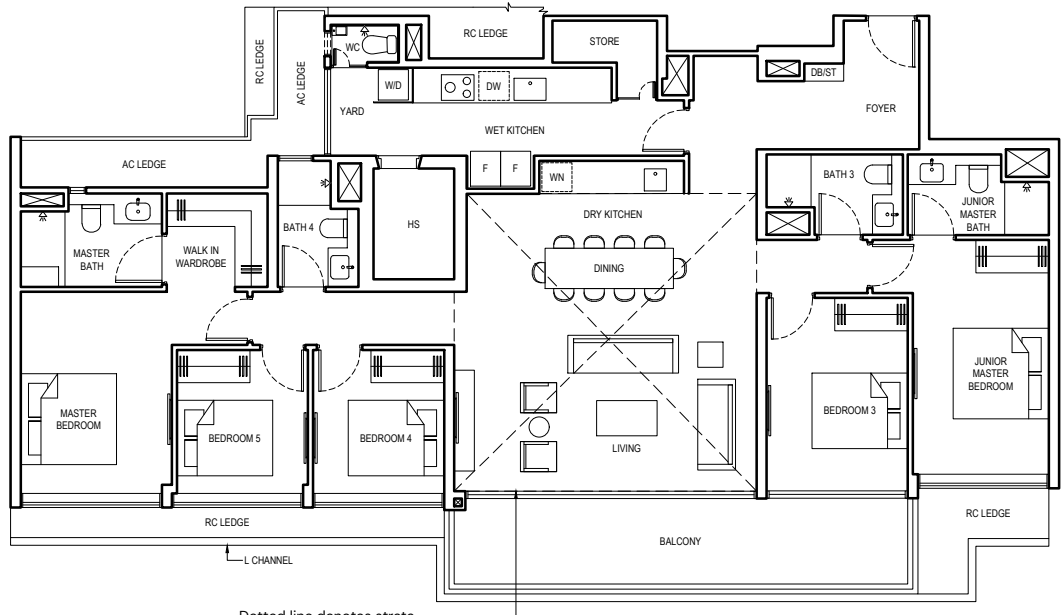 RC LEDGE
STORE
WC
RC LEDGE
AC LEDGE
DB/ST
W/D
DW
YARD
FOYER
WET KITCHEN
AC LEDGE
F
F
WN
BATH 3
DRY KITCHEN
JUNIOR
MASTER
BATH
BATH 4
HS
MASTER
BATH
WALK IN
WARDROBE
DINING
JUNIOR
MASTER
BEDROOM
MASTER
BEDROOM
BEDROOM 5
BEDROOM 4
BEDROOM 3
LIVING
RC LEDGE
RC LEDGE
BALCONY
L CHANNEL
Dotted line denotes strata